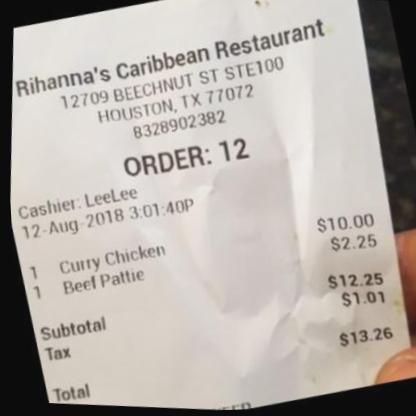 Rihanna's Caribbean Restaurant
12709 BEECHNUT ST STE100
HOUSTON, TX 77072
8328902382
ORDER: 12
Cashier: LeeLee
12-Aug-2018 3:01:40P
1 Curry Chicken $10.00
1 Beef Pattie $2.25
Subtotal $12.25
Tax $1.01
Total $13.26